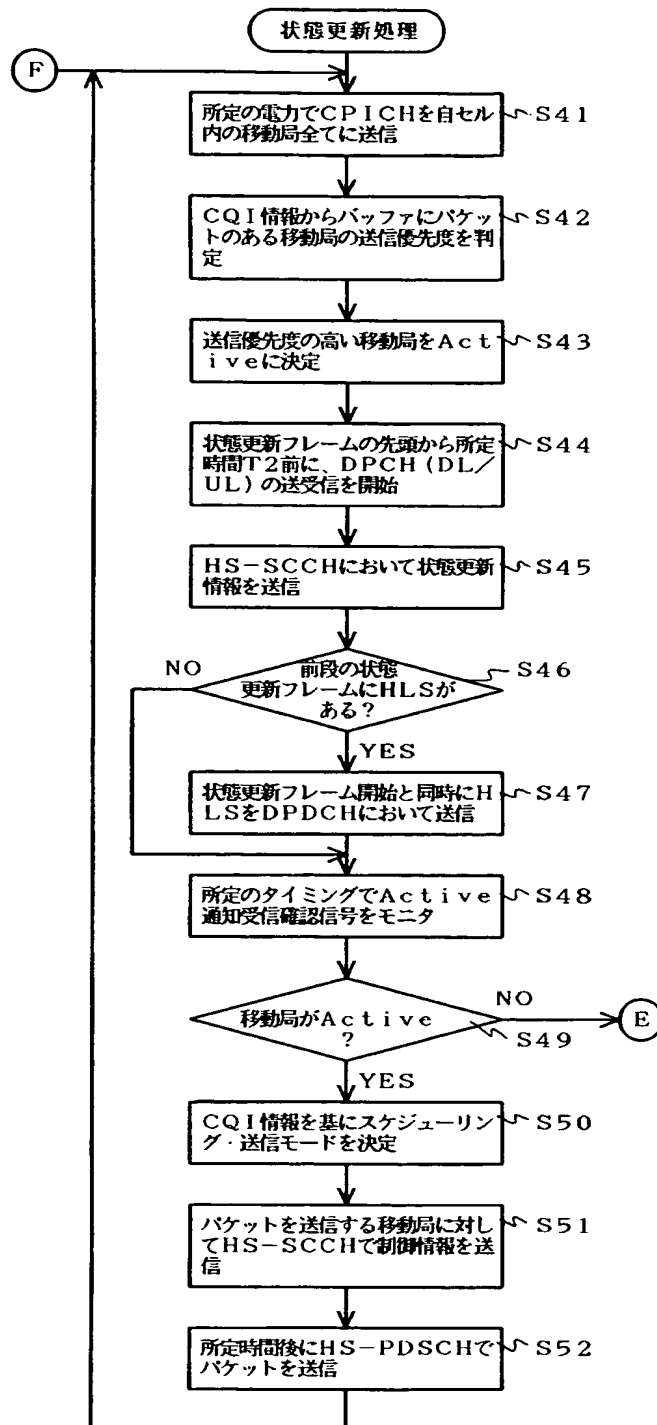 状態更新処理
F
所定の電力でCPICHを自セル
内の移動局全てに送信
S41
CQI情報からバッファにパケット
のある移動局の送信優先度を判
定
S42
送信優先度の高い移動局をAct
iveに決定
S43
状態更新フレームの先頭から所定
時間T2前に、DPCH(DL/
UL)の送受信を開始
S44
HS-SCCHにおいて状態更新
情報を送信
S45
NO
前段の状態
更新フレームにHLSが
ある?
S46
YES
状態更新フレーム開始と同時にH
LSをDPDCHにおいて送信
S47
所定のタイミングでActive
通知受信確認信号をモニタ
S48
移動局がActive
?
NO
E
S49
YES
CQI情報を基にスケジューリン
グ・送信モードを決定
S50
パケットを送信する移動局に対し
てHS-SCCHで制御情報を送
信
S51
所定時間後にHS-PDSCHで
パケットを送信
S52